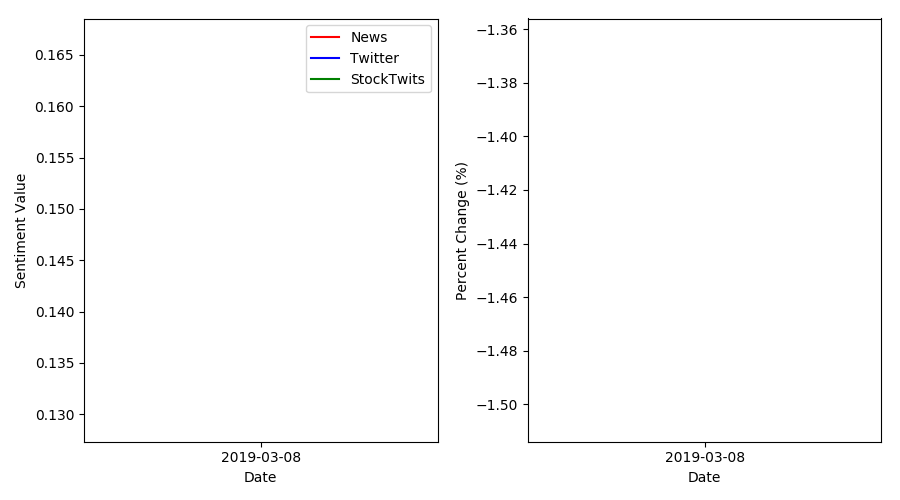 News
Twitter
StockTwits
0.165
0.160
0.155
0.150
0.145
0.140
0.135
0.130
Sentiment Value
2019-03-08
Date
−1.36
−1.38
−1.40
−1.42
−1.44
−1.46
−1.48
−1.50
Percent Change (%)
2019-03-08
Date